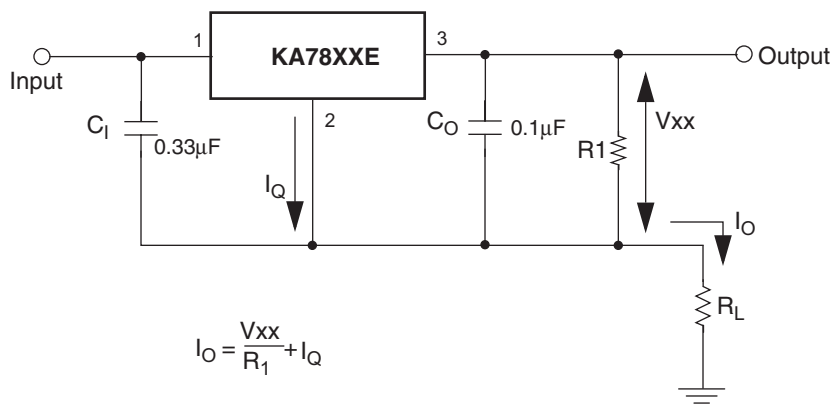 1
KA78XXE
3
Input
Output
2
C_I
0.33µF
C_O
0.1µF
R1
Vxx
I_Q
I_O
R_L
I_O = Vxx/R_1 + I_Q